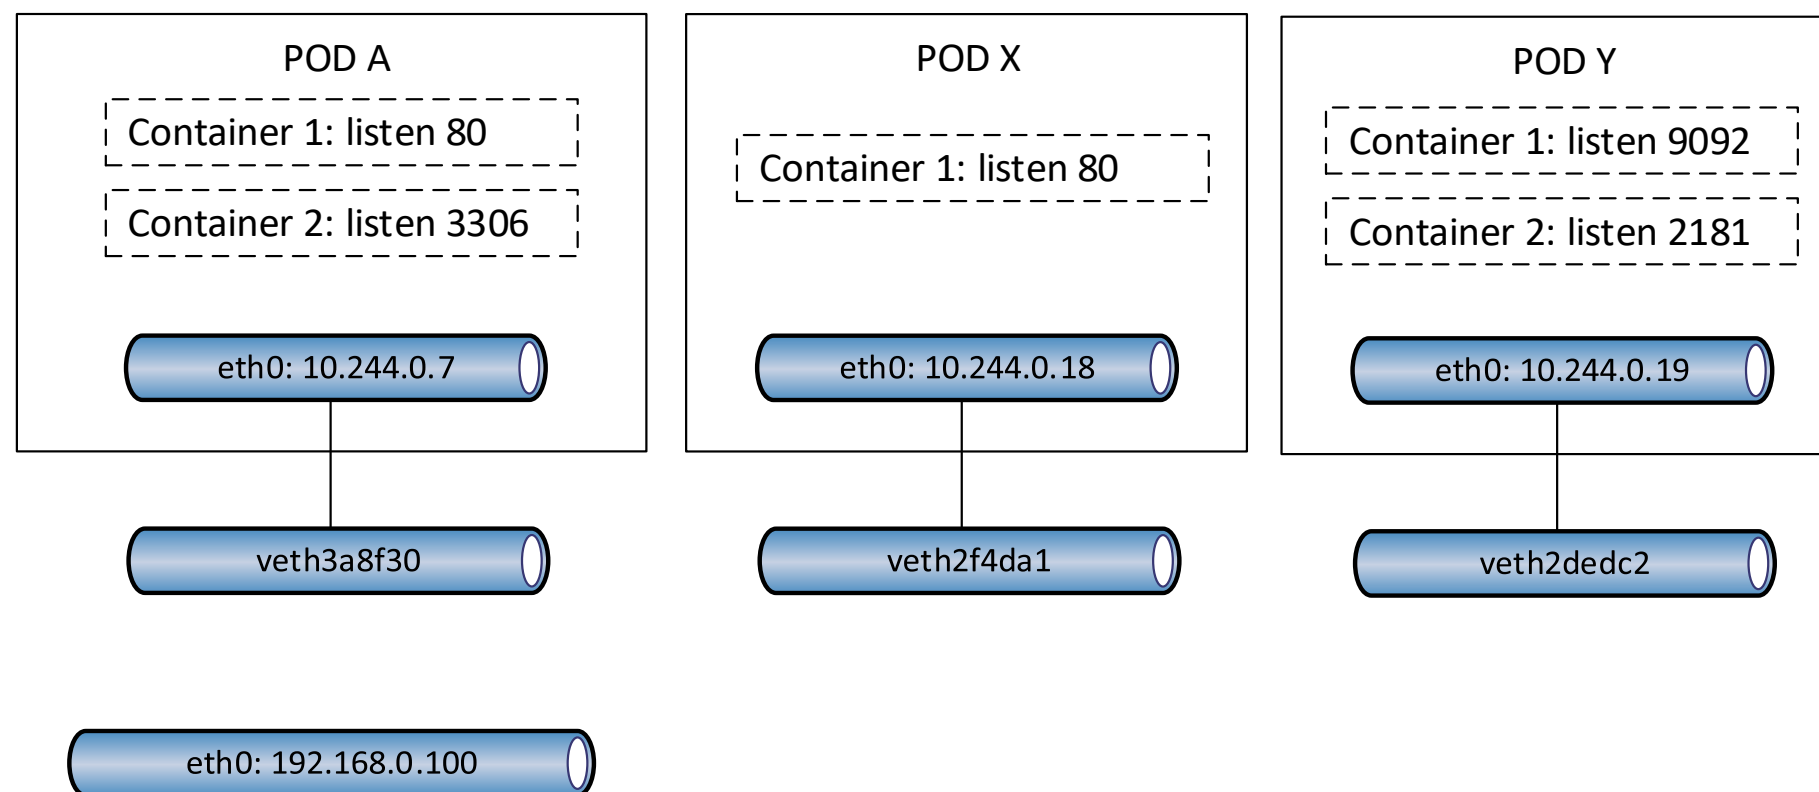 POD A
Container 1: listen 80
Container 2: listen 3306
eth0: 10.244.0.7
veth3a8f30
POD X
Container 1: listen 80
eth0: 10.244.0.18
veth2f4da1
POD Y
Container 1: listen 9092
Container 2: listen 2181
eth0: 10.244.0.19
veth2dedc2
eth0: 192.168.0.100